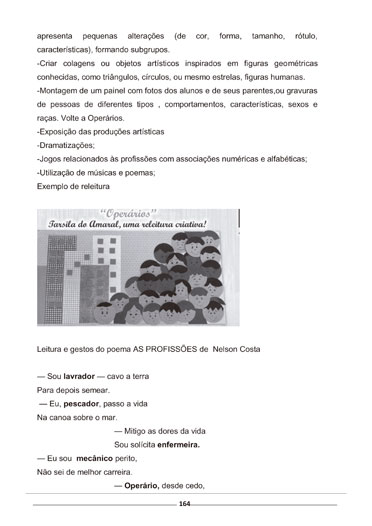 apresenta pequenas alterações (de cor, forma, tamanho, rótulo,
características), formando subgrupos.
-Criar colagens ou objetos artísticos inspirados em figuras geométricas
conhecidas, como triângulos, círculos, ou mesmo estrelas, figuras humanas.
-Montagem de um painel com fotos dos alunos e de seus parentes,ou gravuras
de pessoas de diferentes tipos , comportamentos, características, sexos e
raças. Volte a Operários.
-Exposição das produções artísticas
-Dramatizações;
-Jogos relacionados às profissões com associações numéricas e alfabéticas;
-Utilização de músicas e poemas;
Exemplo de releitura
"Operários"
Tarsila do Amaral, uma releitura criativa!
Leitura e gestos do poema AS PROFISSÕES de Nelson Costa
— Sou lavrador — cavo a terra
Para depois semear.
— Eu, pescador, passo a vida
Na canoa sobre o mar.
— Mitigo as dores da vida
Sou solícita enfermeira.
— Eu sou mecânico perito,
Não sei de melhor carreira.
— Operário, desde cedo,
164